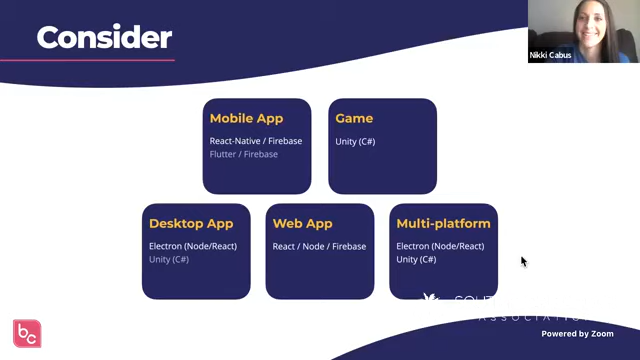 Consider
Nikki Cabus
Mobile App
React-Native / Firebase
Flutter / Firebase
Game
Unity (C#)
Desktop App
Electron (Node/React)
Unity (C#)
Web App
React / Node / Firebase
Multi-platform
Electron (Node/React)
Unity (C#)
bc
Powered by Zoom